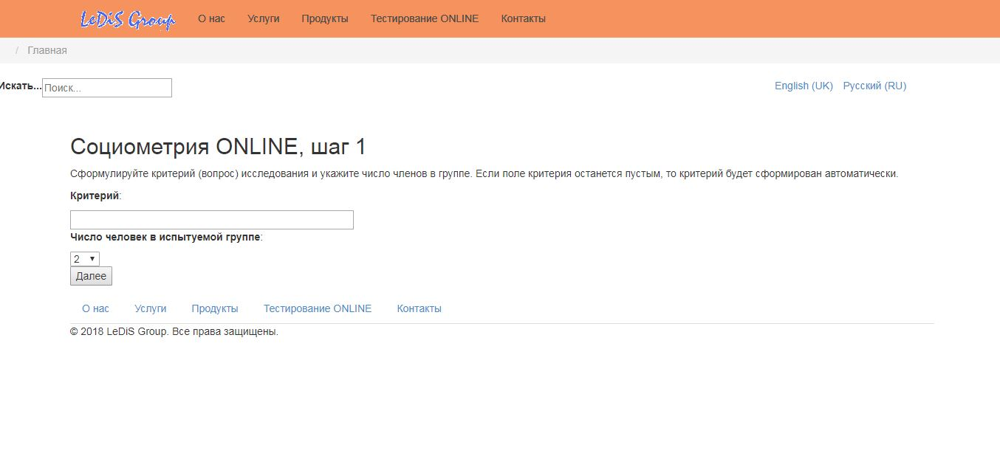 LeDiS Group О нас Услуги Продукты Тестирование ONLINE Контакты
/ Главная
Искать... Поиск... English (UK) Русский (RU)
Социометрия ONLINE, шаг 1
Сформулируйте критерий (вопрос) исследования и укажите число членов в группе. Если поле критерия останется пустым, то критерий будет сформирован автоматически.
Критерий:
Число человек в испытуемой группе:
2
Далее
О нас Услуги Продукты Тестирование ONLINE Контакты
© 2018 LeDiS Group. Все права защищены.